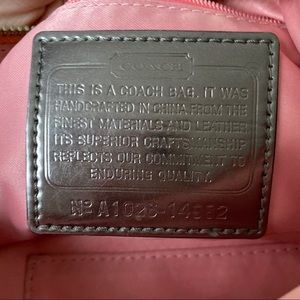 COACH
THIS IS A COACH BAG. IT WAS
HANDCRAFTED IN CHINA FROM THE
FINEST MATERIALS AND LEATHER
ITS SUPERIOR CRAFTSMANSHIP
REFLECTS OUR COMMITMENT TO
ENDURING QUALITY.
Nº A1026-14952